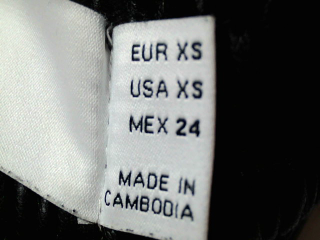 EUR XS
USA XS
MEX 24
MADE IN
CAMBODIA